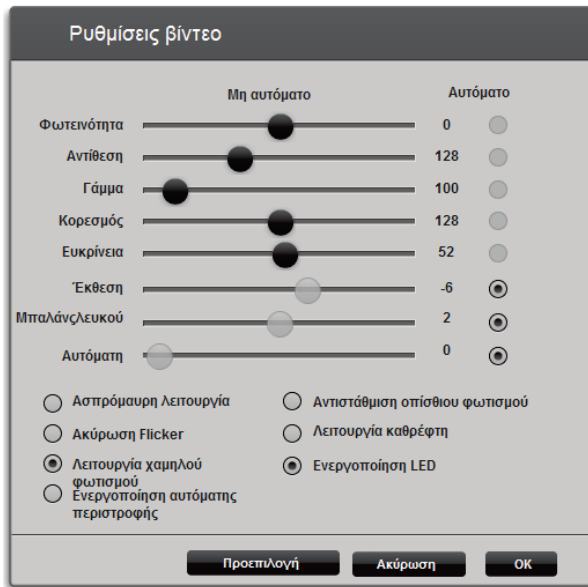 Ρυθμίσεις βίντεο
Μη αυτόματο Αυτόματο
Φωτεινότητα 0
Αντίθεση 128
Γάμμα 100
Κορεσμός 128
Ευκρίνεια 52
Έκθεση -6
Μπαλάνςλευκού 2
Αυτόματη 0
Ασπρόμαυρη λειτουργία Αντιστάθμιση οπίσθιου φωτισμού
Ακύρωση Flicker Λειτουργία καθρέφτη
Λειτουργία χαμηλού Ενεργοποίηση LED
φωτισμού
Ενεργοποίηση αυτόματης
περιστροφής
Προεπιλογή Ακύρωση OK